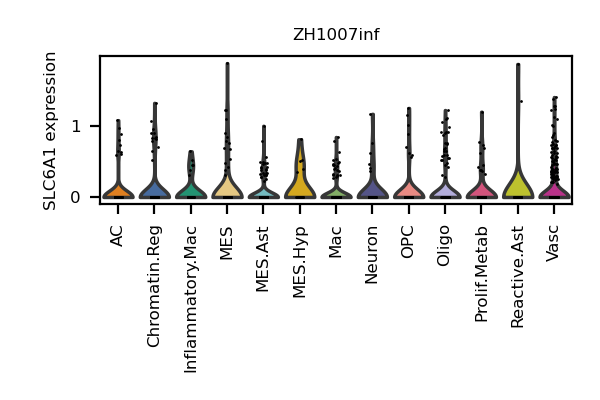 ZH1007inf
SLC6A1 expression
1
0
AC
Chromatin.Reg
Inflammatory.Mac
MES
MES.Ast
MES.Hyp
Mac
Neuron
OPC
Oligo
Prolif.Metab
Reactive.Ast
Vasc